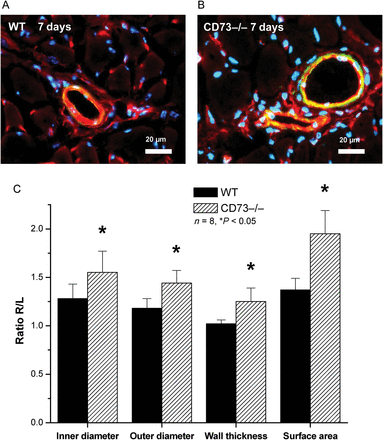 A
B
WT 7 days
CD73–/– 7 days
20 µm
20 µm
C
WT
CD73–/–
n = 8, *P < 0.05
Ratio R/L
2.0
1.5
1.0
0.5
0.0
*
*
*
*
Inner diameter
Outer diameter
Wall thickness
Surface area